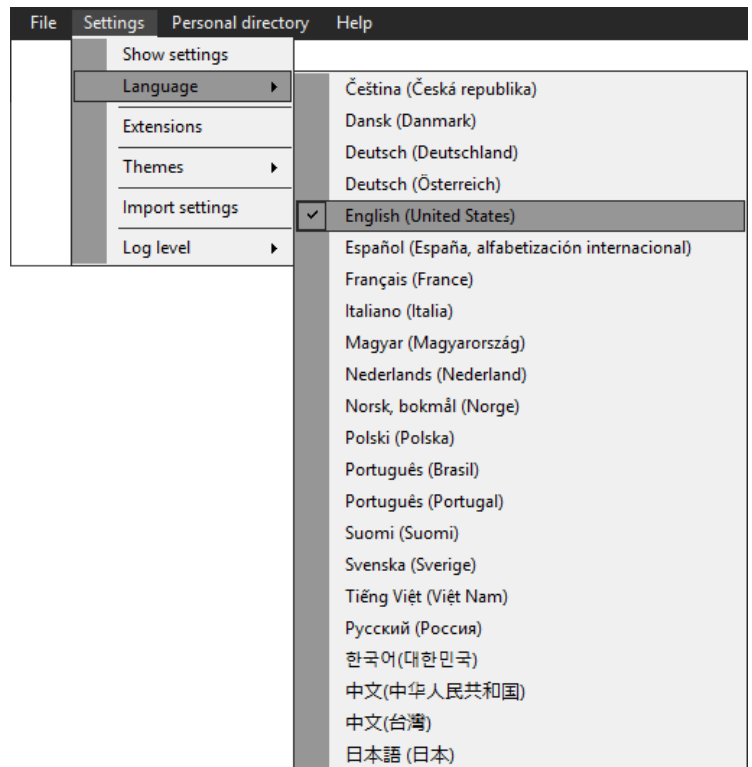 File Settings Personal directory Help
Show settings
Language
Extensions
Themes
Import settings
Log level
Čeština (Česká republika)
Dansk (Danmark)
Deutsch (Deutschland)
Deutsch (Österreich)
English (United States)
Español (España, alfabetización internacional)
Français (France)
Italiano (Italia)
Magyar (Magyarország)
Nederlands (Nederland)
Norsk, bokmål (Norge)
Polski (Polska)
Português (Brasil)
Português (Portugal)
Suomi (Suomi)
Svenska (Sverige)
Tiếng Việt (Việt Nam)
Русский (Россия)
한국어(대한민국)
中文(中华人民共和国)
中文(台灣)
日本語 (日本)